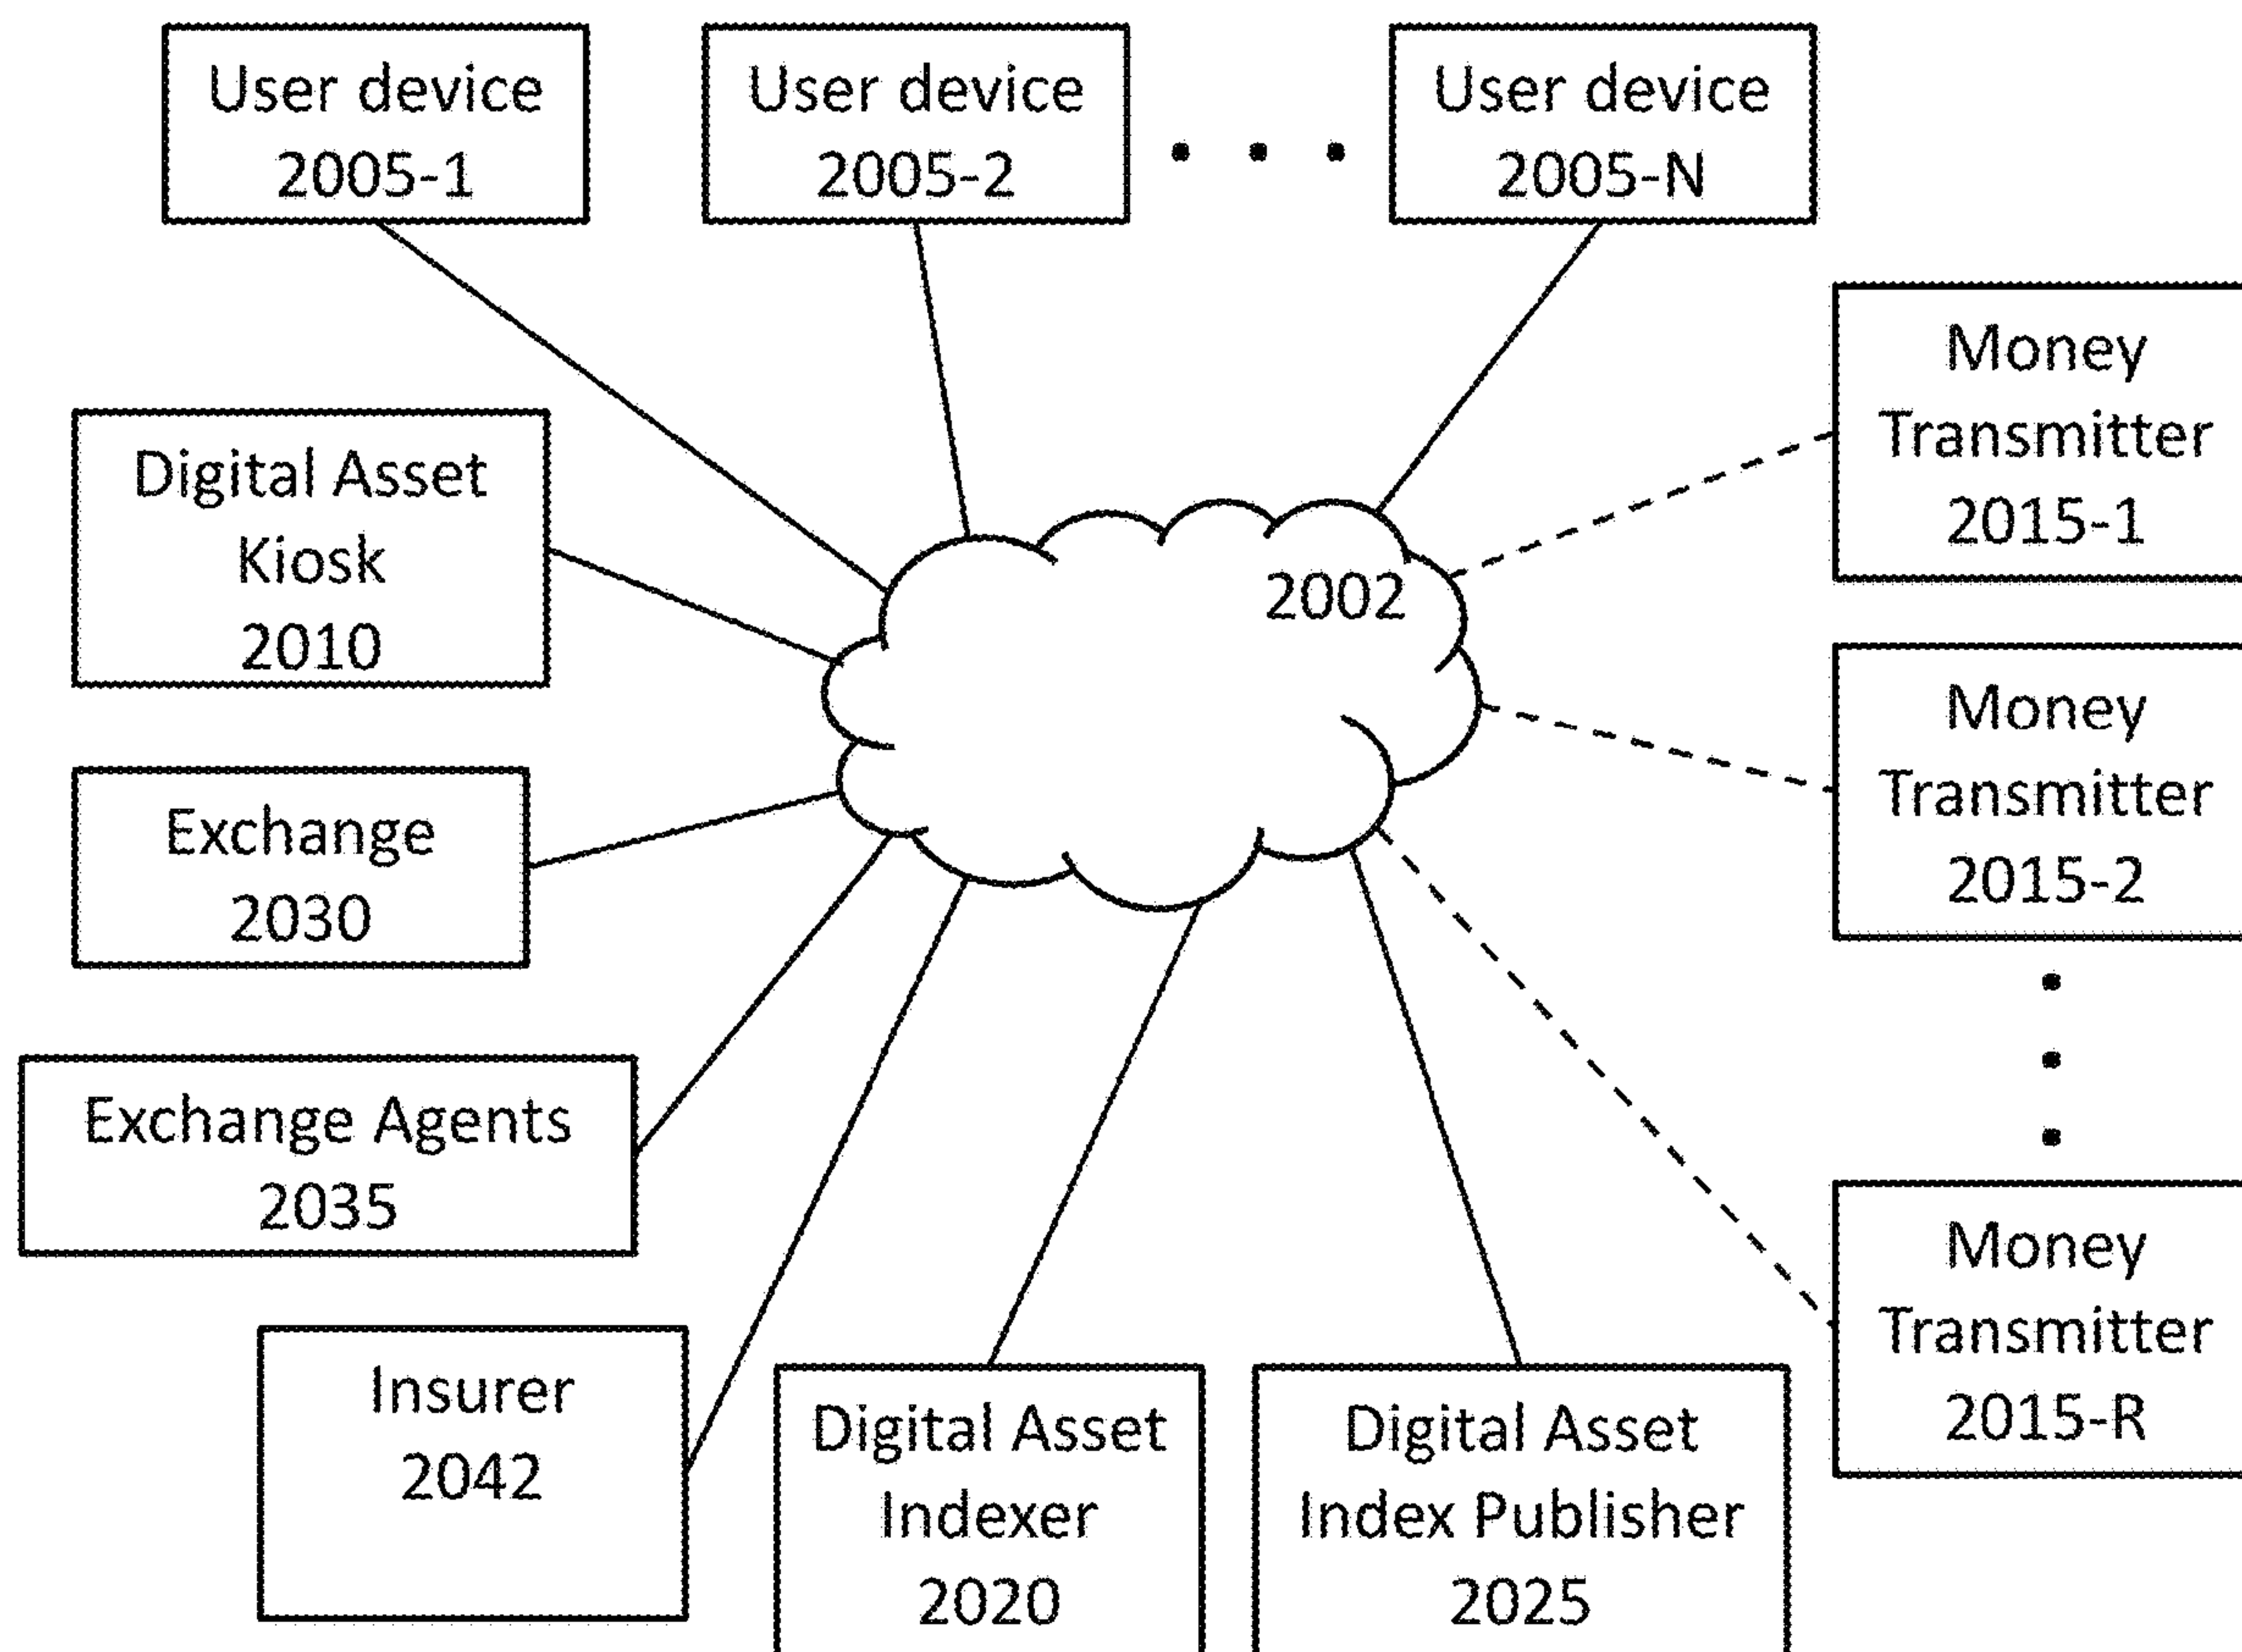 User device
2005-1
User device
2005-2
User device
2005-N
Money
Transmitter
2015-1
Digital Asset
Kiosk
2010
2002
Money
Transmitter
2015-2
Exchange
2030
Exchange Agents
2035
Money
Transmitter
2015-R
Insurer
2042
Digital Asset
Indexer
2020
Digital Asset
Index Publisher
2025